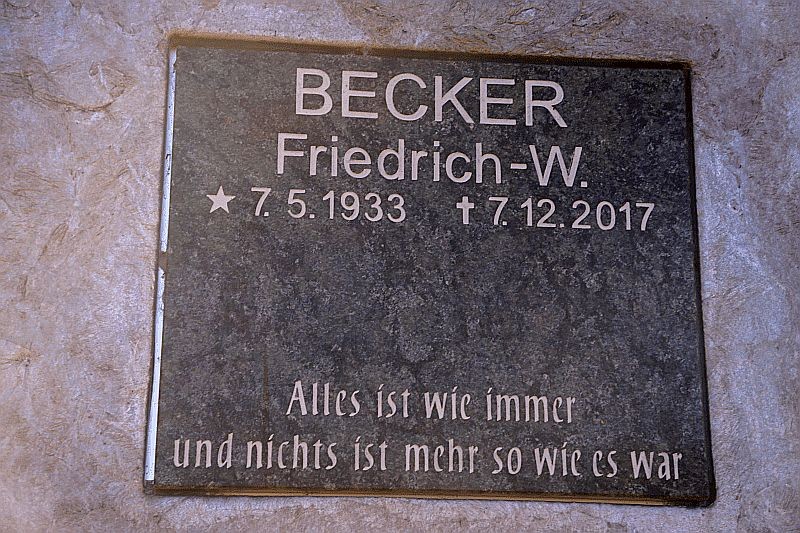 BECKER
Friedrich-W.
★ 7. 5. 1933 ✝ 7. 12. 2017
Alles ist wie immer
und nichts ist mehr so wie es war